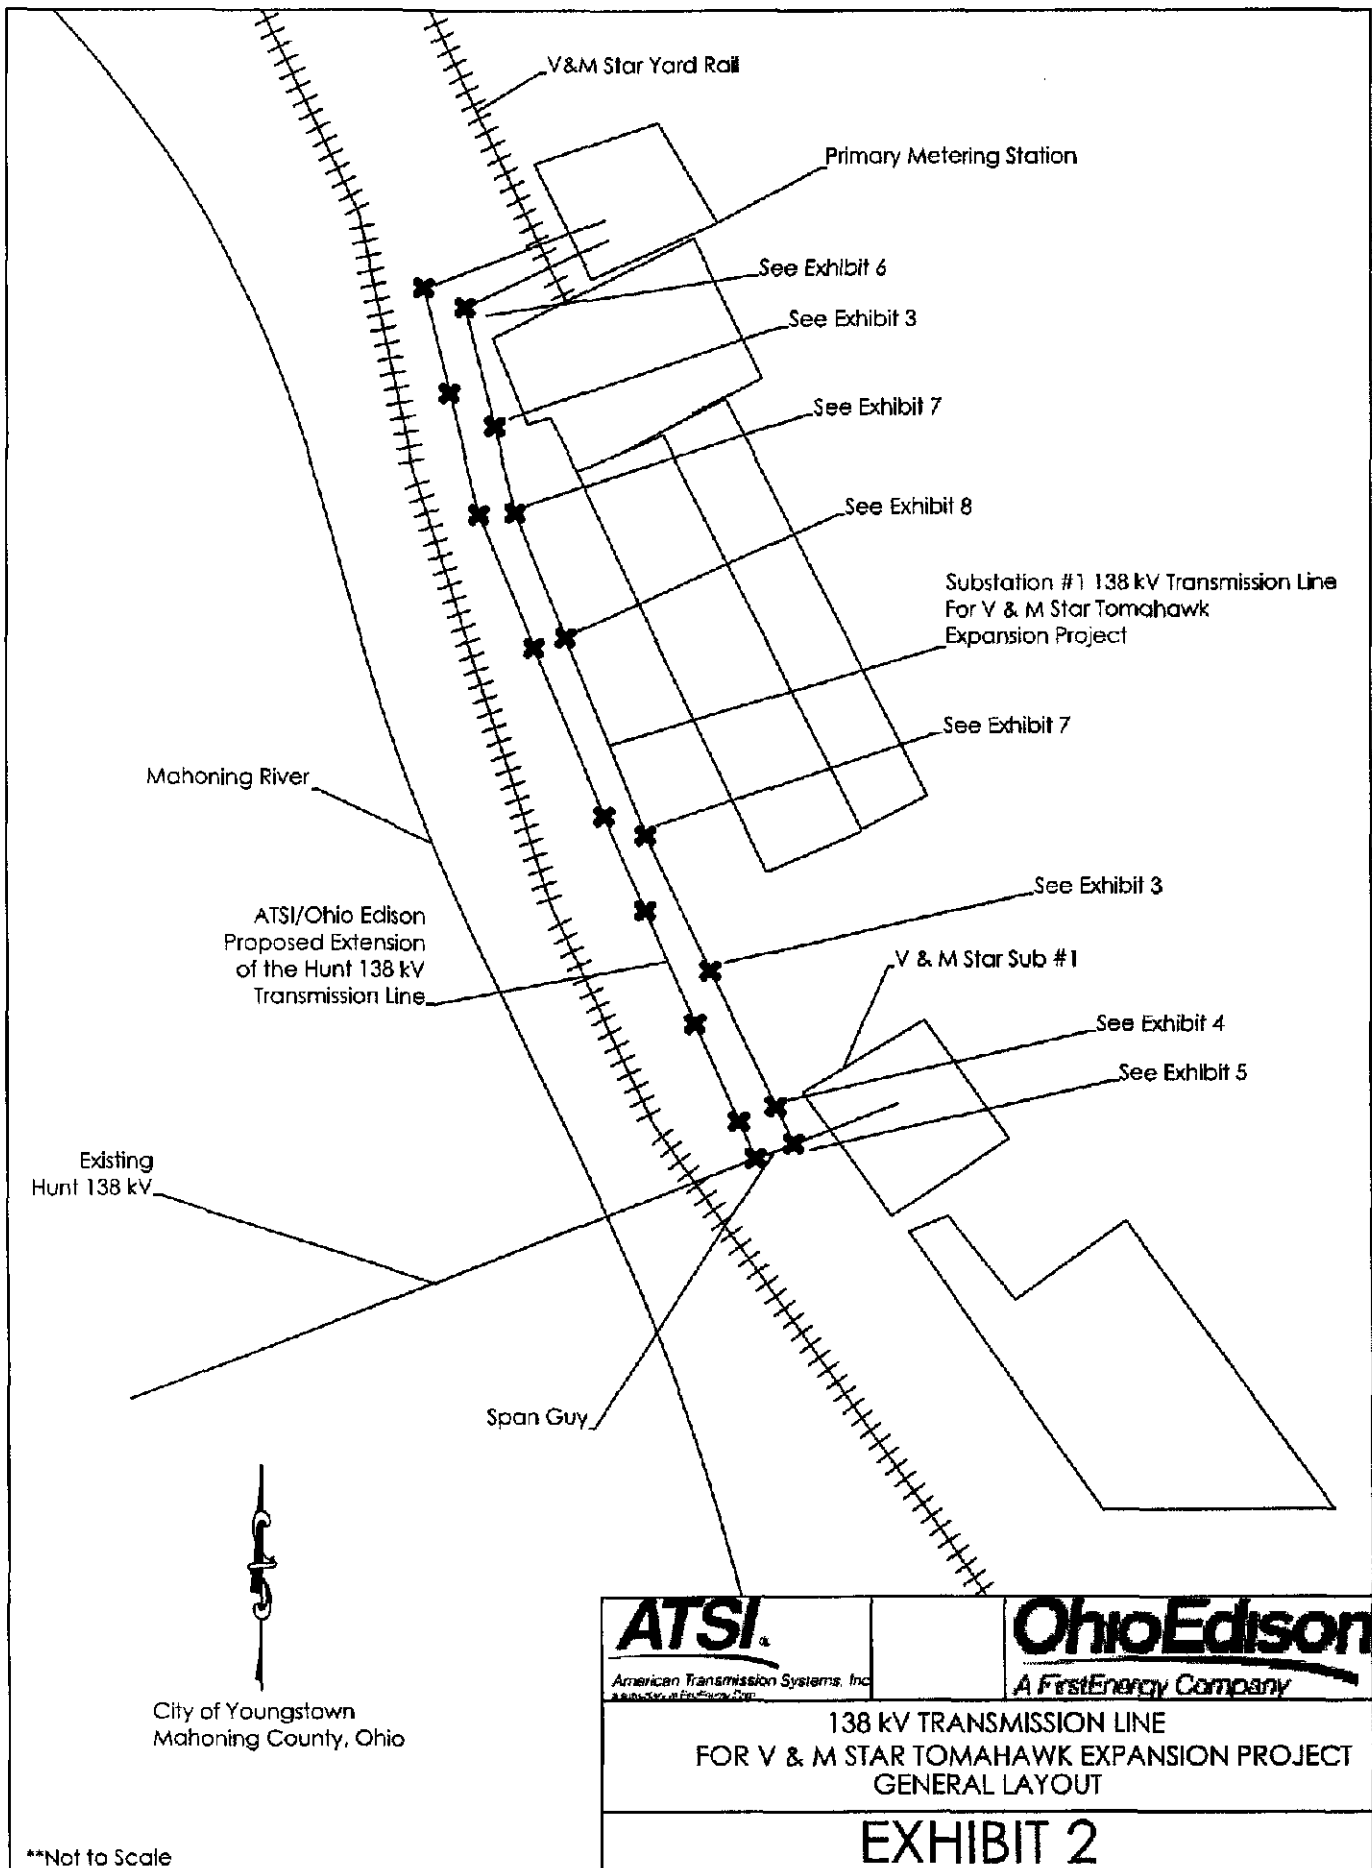 V&M Star Yard Rail
Primary Metering Station
See Exhibit 6
See Exhibit 3
See Exhibit 7
See Exhibit 8
Substation #1 138 kV Transmission Line
For V & M Star Tomahawk
Expansion Project
See Exhibit 7
Mahoning River
See Exhibit 3
ATSI/Ohio Edison
Proposed Extension
of the Hunt 138 kV
Transmission Line
V & M Star Sub #1
See Exhibit 4
See Exhibit 5
Existing
Hunt 138 kV
Span Guy
City of Youngstown
Mahoning County, Ohio
**Not to Scale
ATSI
American Transmission Systems, Inc
OhioEdison
A FirstEnergy Company
138 kV TRANSMISSION LINE
FOR V & M STAR TOMAHAWK EXPANSION PROJECT
GENERAL LAYOUT
EXHIBIT 2